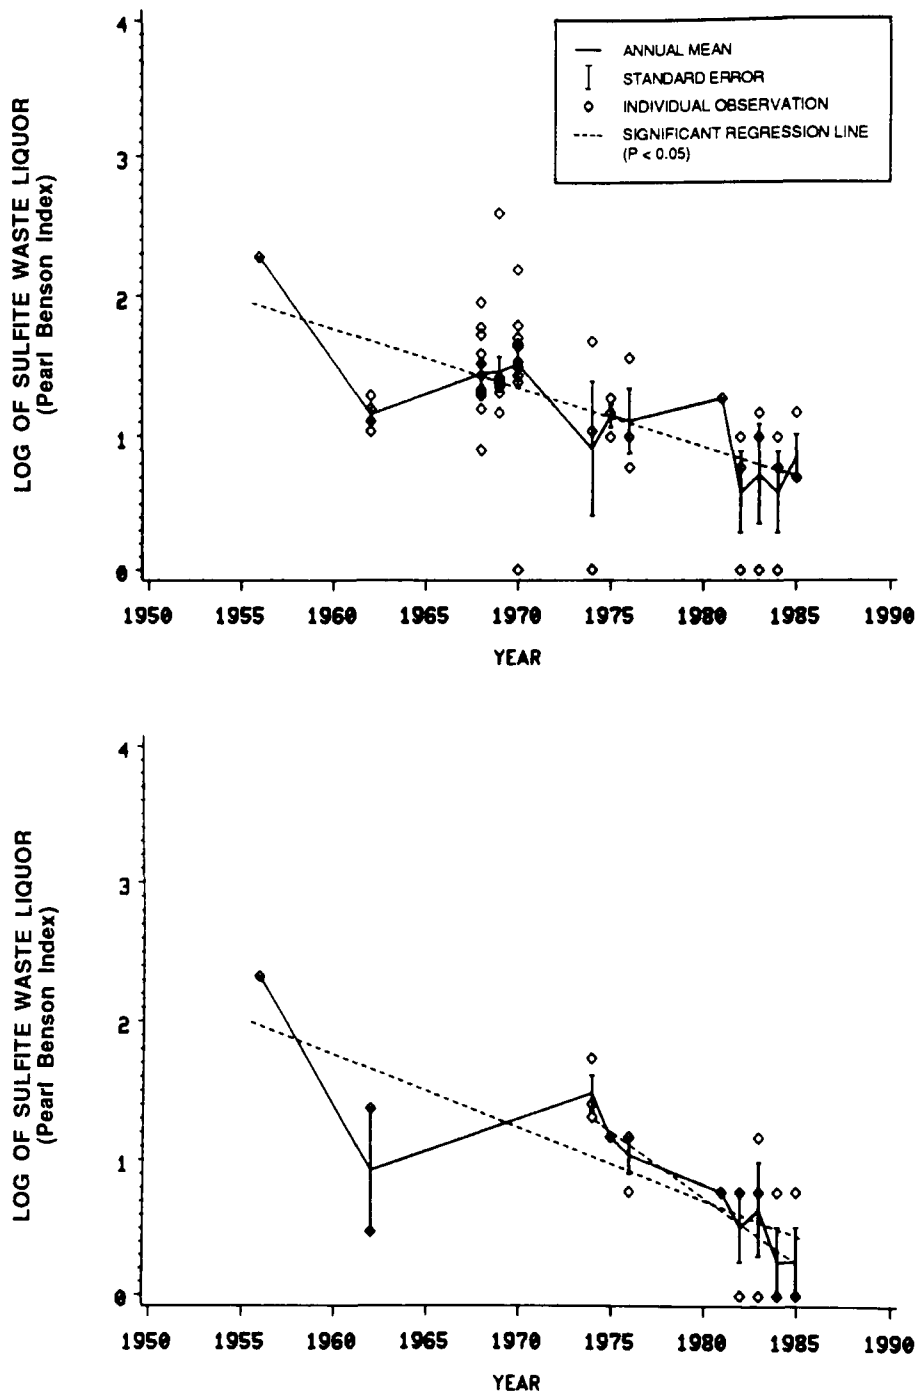 4
3
2
1
0
LOG OF SULFITE WASTE LIQUOR
(Pearl Benson Index)
ANNUAL MEAN
STANDARD ERROR
INDIVIDUAL OBSERVATION
SIGNIFICANT REGRESSION LINE
(P < 0.05)
1950 1955 1960 1965 1970 1975 1980 1985 1990
YEAR
4
3
2
1
0
LOG OF SULFITE WASTE LIQUOR
(Pearl Benson Index)
1950 1955 1960 1965 1970 1975 1980 1985 1990
YEAR